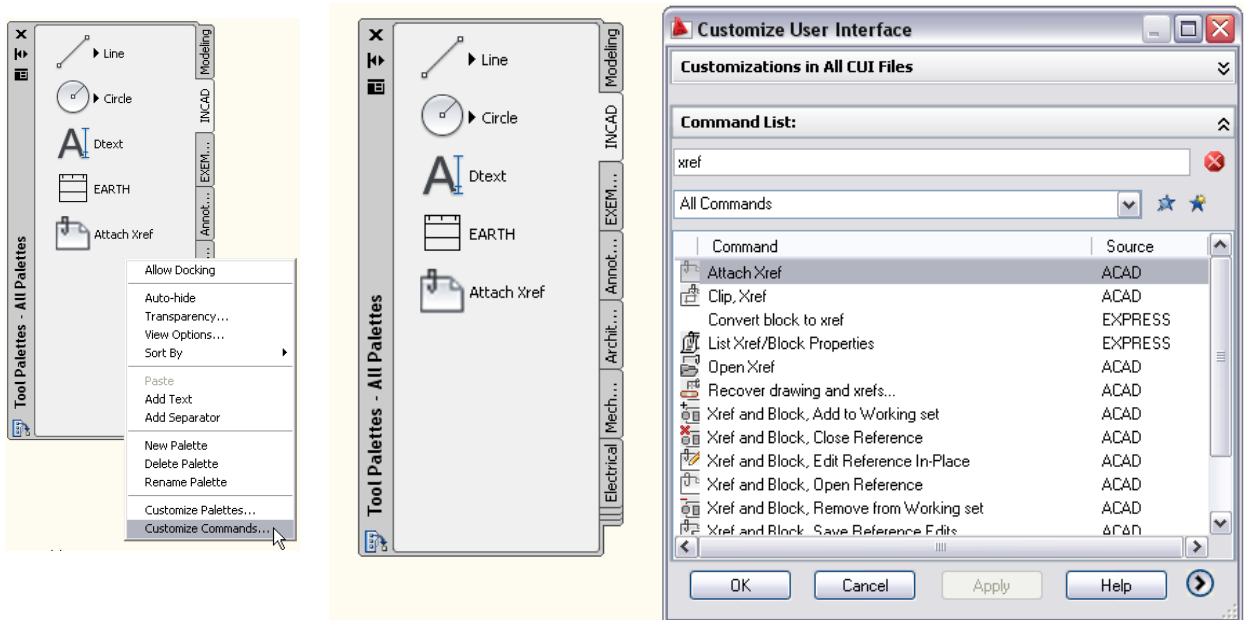 Line
Circle
Dtext
EARTH
Attach Xref
Modeling
INCAD
EXEM...
Annot...
...
Tool Palettes - All Palettes
Allow Docking
Auto-hide
Transparency...
View Options...
Sort By
Paste
Add Text
Add Separator
New Palette
Delete Palette
Rename Palette
Customize Palettes...
Customize Commands...
Line
Circle
Dtext
EARTH
Attach Xref
Modeling
INCAD
EXEM...
Annot...
Archit...
Mech...
Electrical
Tool Palettes - All Palettes
Customize User Interface
Customizations in All CUI Files
Command List:
xref
All Commands
Command Source
Attach Xref ACAD
Clip, Xref ACAD
Convert block to xref EXPRESS
List Xref/Block Properties EXPRESS
Open Xref ACAD
Recover drawing and xrefs... ACAD
Xref and Block, Add to Working set ACAD
Xref and Block, Close Reference ACAD
Xref and Block, Edit Reference In-Place ACAD
Xref and Block, Open Reference ACAD
Xref and Block, Remove from Working set ACAD
Xref and Block, Save Reference Edits ACAD
OK Cancel Apply Help